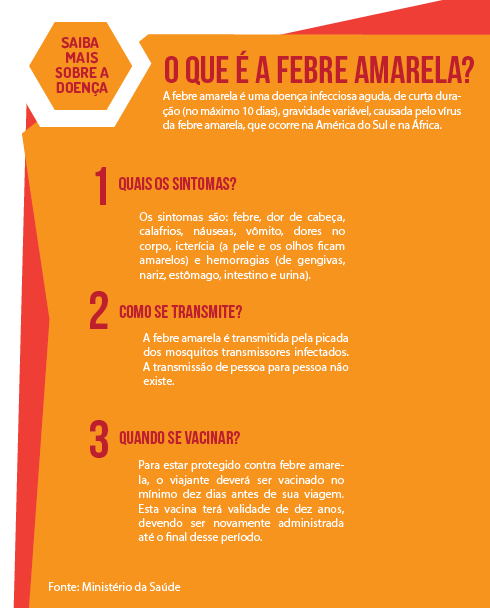 SAIBA
MAIS
SOBRE A
DOENÇA
O QUE É A FEBRE AMARELA?
A febre amarela é uma doença infecciosa aguda, de curta dura-
ção (no máximo 10 dias), gravidade variável, causada pelo vírus
da febre amarela, que ocorre na América do Sul e na África.
1 QUAIS OS SINTOMAS?
Os sintomas são: febre, dor de cabeça,
calafrios, náuseas, vômito, dores no
corpo, icterícia (a pele e os olhos ficam
amarelos) e hemorragias (de gengivas,
nariz, estômago, intestino e urina).
2 COMO SE TRANSMITE?
A febre amarela é transmitida pela picada
dos mosquitos transmissores infectados.
A transmissão de pessoa para pessoa não
existe.
3 QUANDO SE VACINAR?
Para estar protegido contra febre amare-
la, o viajante deverá ser vacinado no
mínimo dez dias antes de sua viagem.
Esta vacina terá validade de dez anos,
devendo ser novamente administrada
até o final desse período.
Fonte: Ministério da Saúde